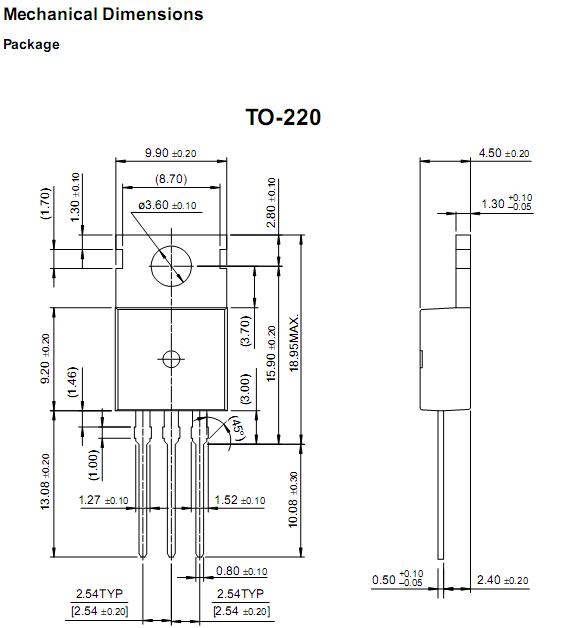 Mechanical Dimensions
Package
TO-220
9.90 ±0.20
4.50 ±0.20
(8.70)
(1.70)
1.30 ±0.10
2.80 ±0.10
1.30 +0.10 –0.05
ø3.60 ±0.10
(3.70)
15.90 ±0.20
18.95MAX.
9.20 ±0.20
(1.46)
(3.00)
(45°)
(1.00)
13.08 ±0.20
10.08 ±0.30
1.27 ±0.10
1.52 ±0.10
0.80 ±0.10
0.50 +0.10 –0.05
2.40 ±0.20
2.54TYP
2.54TYP
[2.54 ±0.20]
[2.54 ±0.20]